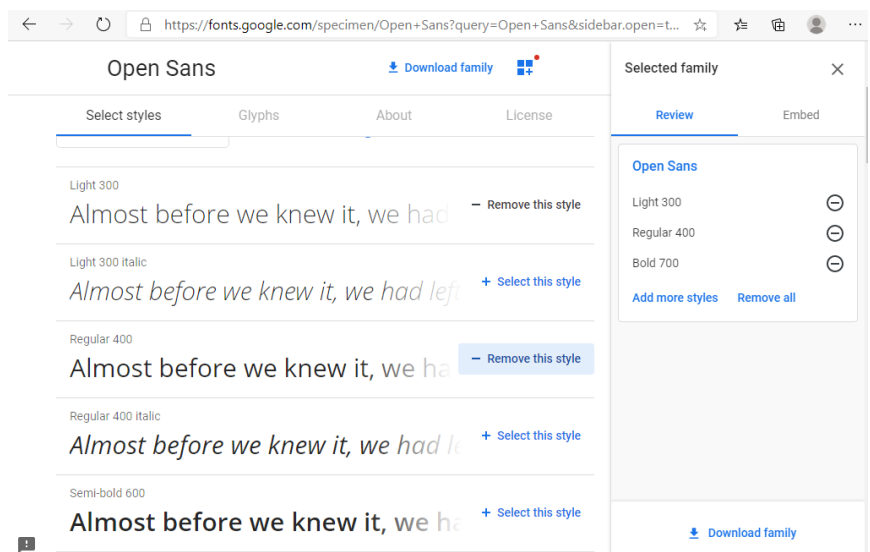 https://fonts.google.com/specimen/Open+Sans?query=Open+Sans&sidebar.open=t...
Open Sans
Download family
Select styles
Glyphs
About
License
Light 300
Almost before we knew it, we had
Remove this style
Light 300 italic
Almost before we knew it, we had left
Select this style
Regular 400
Almost before we knew it, we ha
Remove this style
Regular 400 italic
Almost before we knew it, we had le
Select this style
Semi-bold 600
Almost before we knew it, we ha
Select this style
Selected family
Review
Embed
Open Sans
Light 300
Regular 400
Bold 700
Add more styles
Remove all
Download family